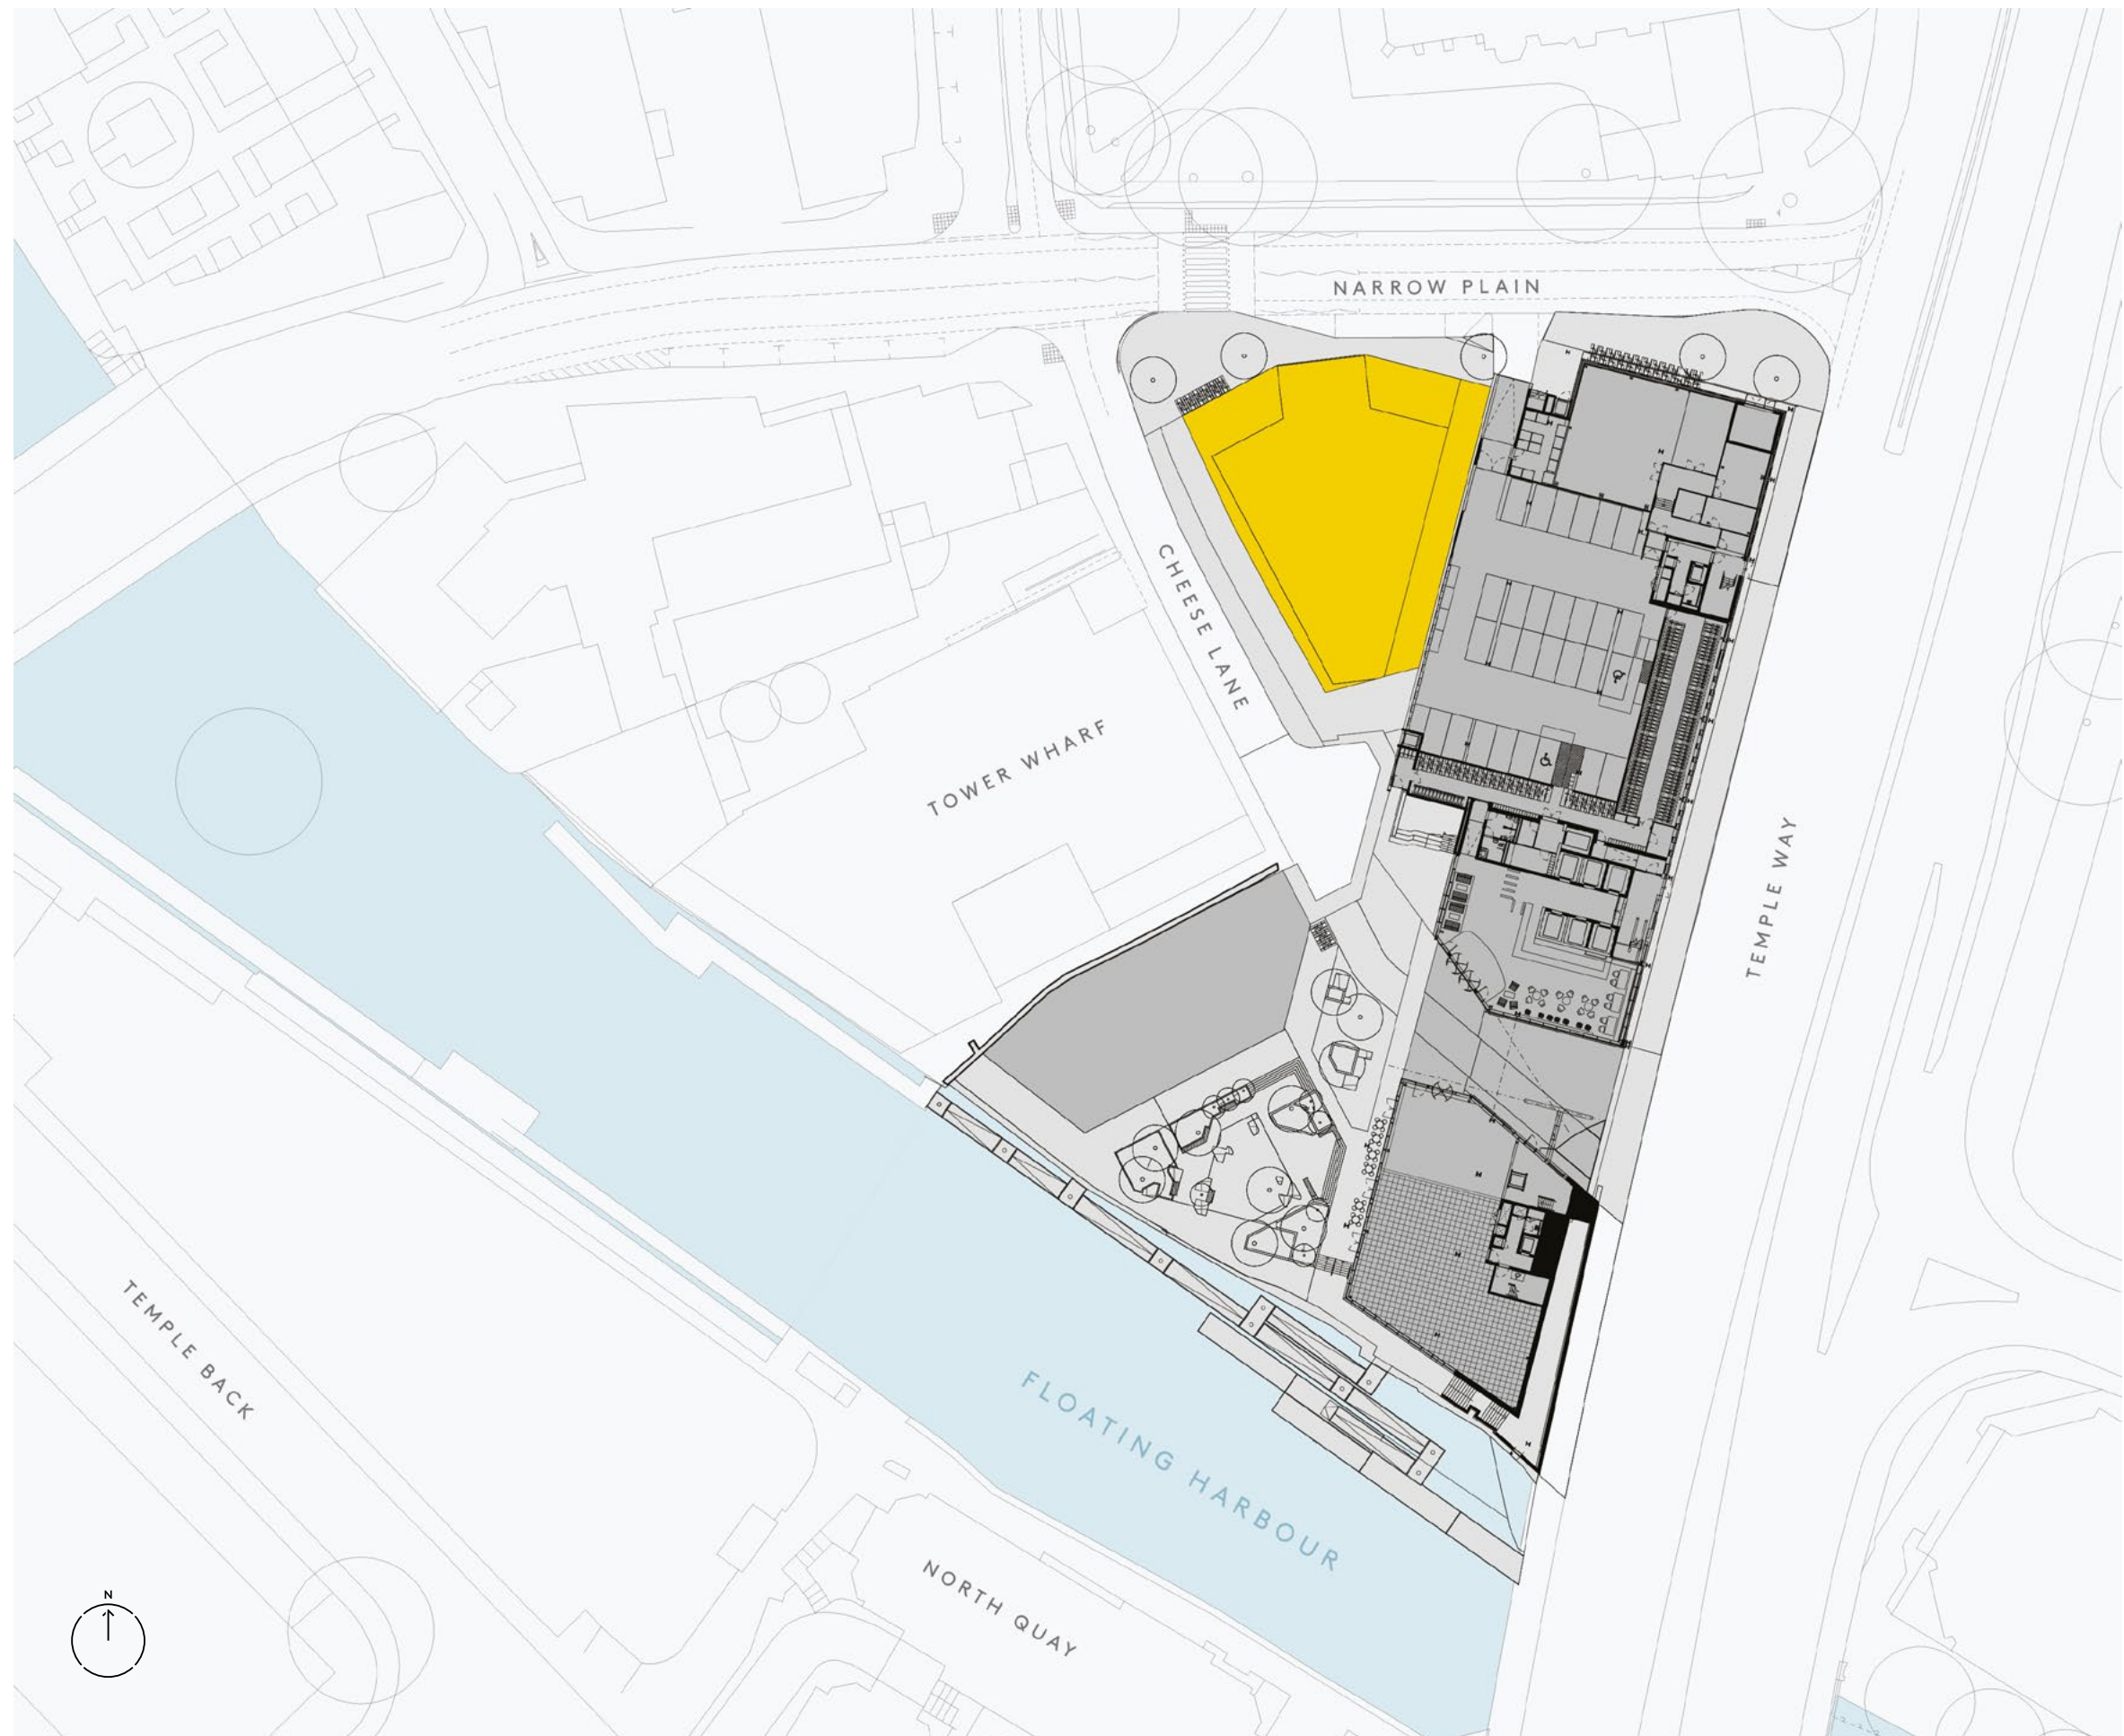 NARROW PLAIN
CHEESE LANE
TOWER WHARF
TEMPLE WAY
TEMPLE BACK
FLOATING HARBOUR
NORTH QUAY
N